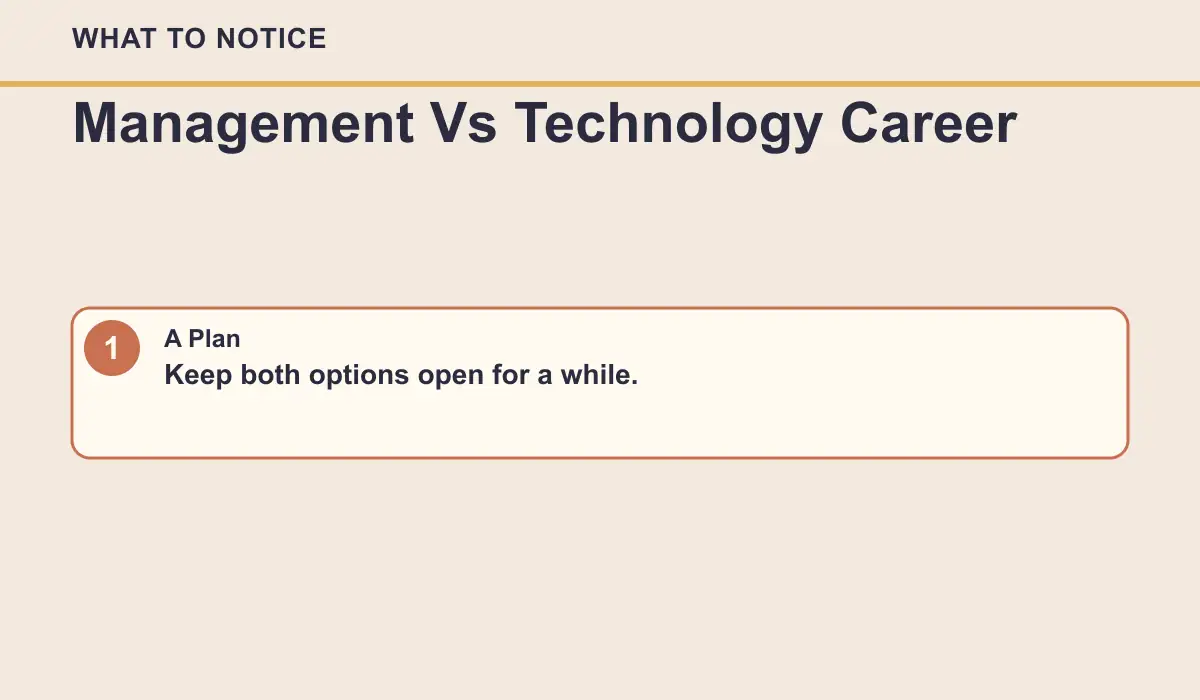 WHAT TO NOTICE
Management Vs Technology Career
1
A Plan
Keep both options open for a while.